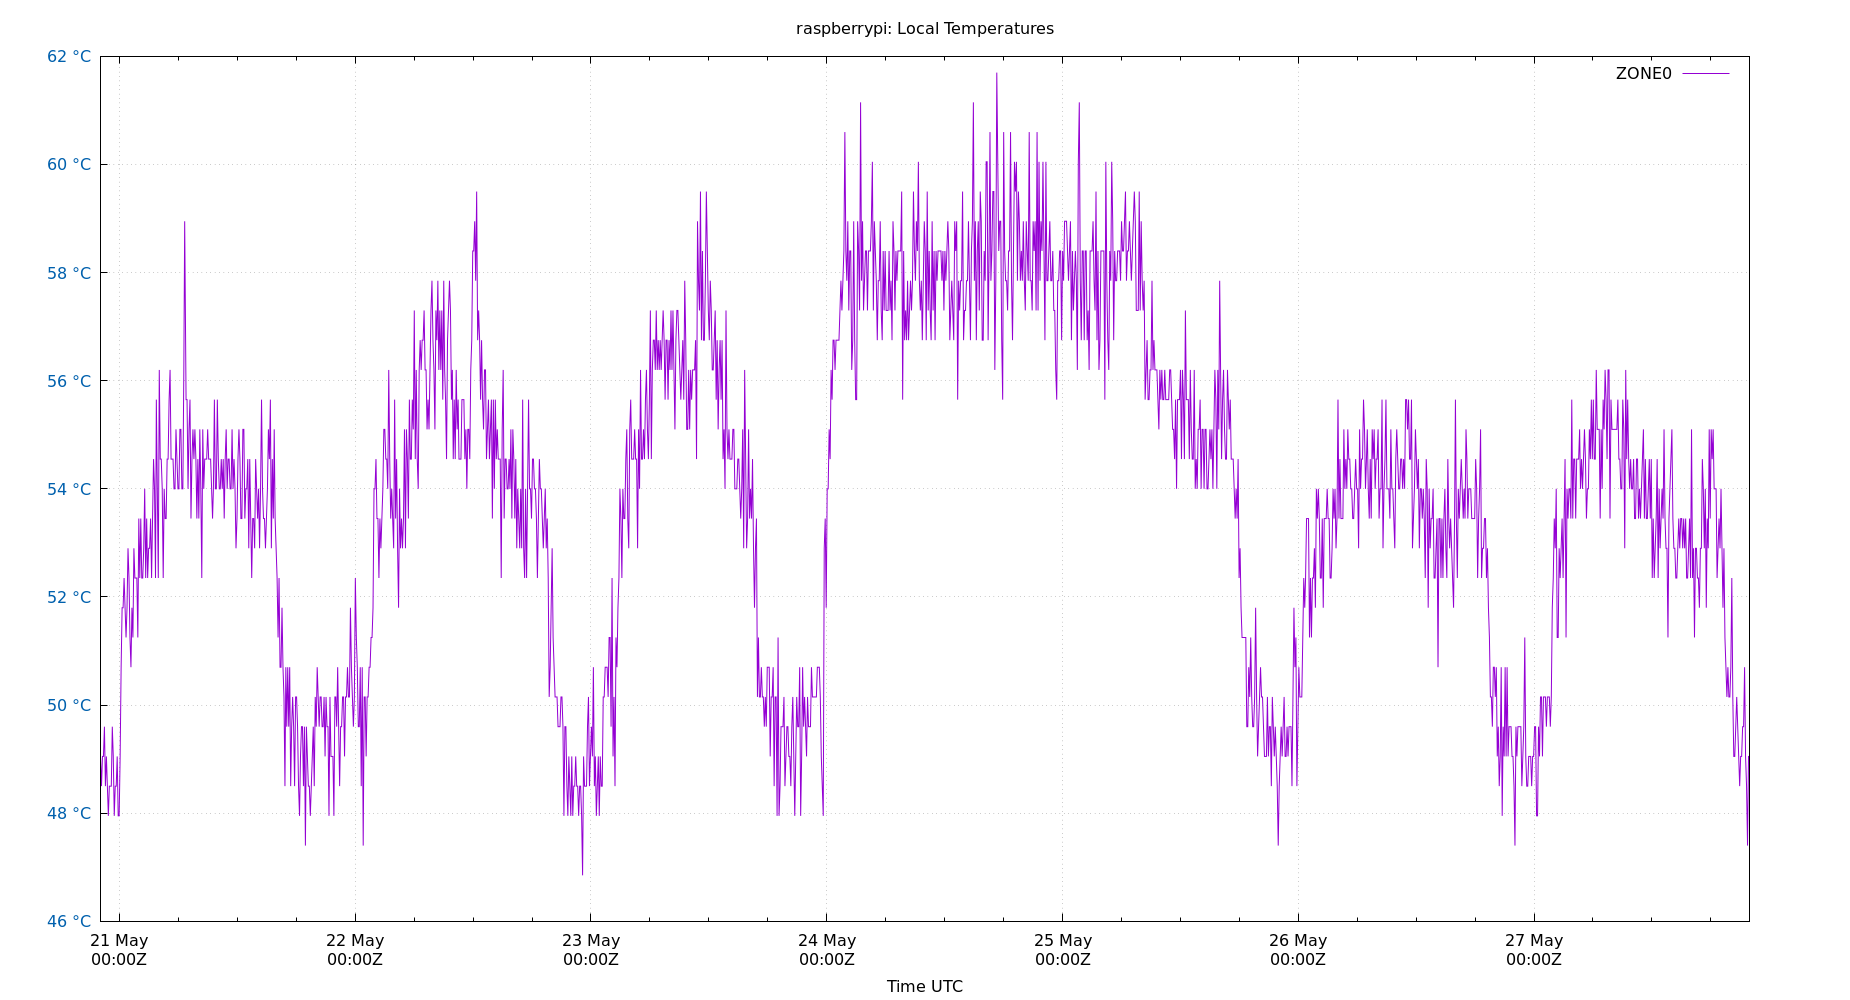 raspberrypi: Local Temperatures
62 °C
ZONE0
60 °C
58 °C
56 °C
54 °C
52 °C
50 °C
48 °C
46 °C
21 May 22 May 23 May 24 May 25 May 26 May 27 May
00:00Z 00:00Z 00:00Z 00:00Z 00:00Z 00:00Z 00:00Z
Time UTC